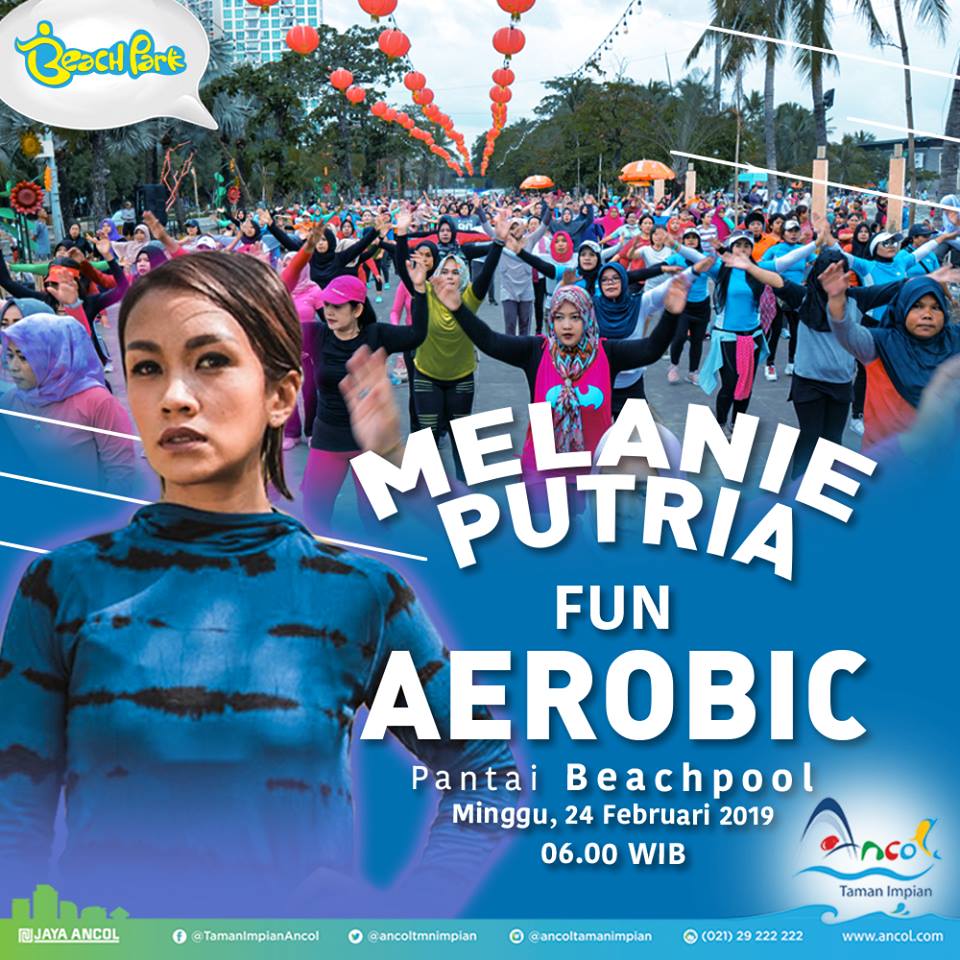 Beach Park
MELANIE
PUTRIA
FUN
AEROBIC
Pantai Beachpool
Minggu, 24 Februari 2019
06.00 WIB
Ancol
Taman Impian
JAYA ANCOL
@TamanImpianAncol
@ancoltmnimpian
@ancoltamanimpian
(021) 29 222 222
www.ancol.com